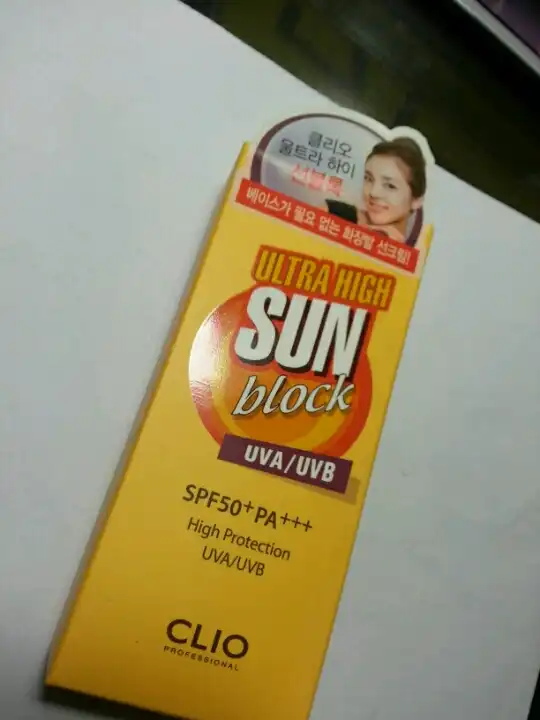 클리오
울트라 하이
선블록
베이스가 필요 없는 화장발 선크림!
ULTRA HIGH
SUN
block
UVA/UVB
SPF50+PA+++
High Protection
UVA/UVB
CLIO
PROFESSIONAL